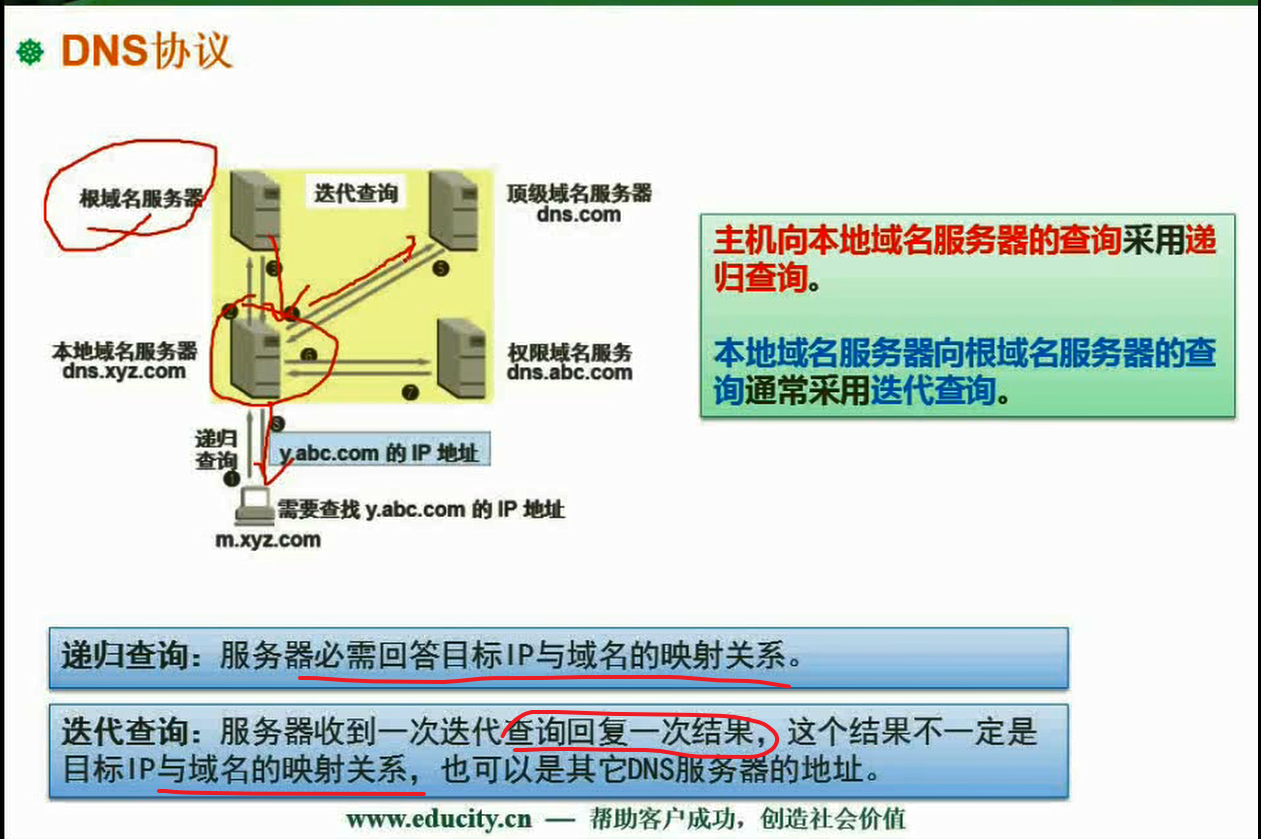 DNS协议
根域名服务器
迭代查询
顶级域名服务器
dns.com
❸
❷
❹
❺
本地域名服务器
dns.xyz.com
❻
权限域名服务
dns.abc.com
❼
递归
查询
❶
❽
y.abc.com 的 IP 地址
需要查找 y.abc.com 的 IP 地址
m.xyz.com
主机向本地域名服务器的查询采用递
归查询。
本地域名服务器向根域名服务器的查
询通常采用迭代查询。
递归查询：服务器必需回答目标IP与域名的映射关系。
迭代查询：服务器收到一次迭代查询回复一次结果，这个结果不一定是
目标IP与域名的映射关系，也可以是其它DNS服务器的地址。
www.educity.cn — 帮助客户成功，创造社会价值